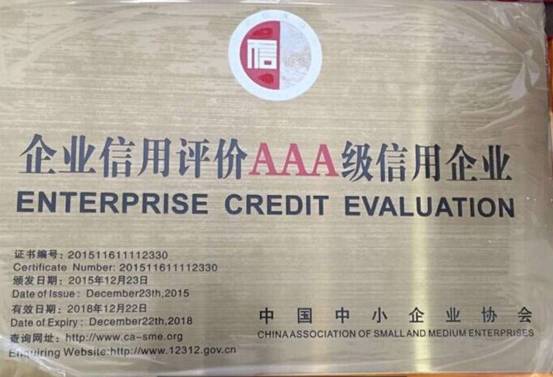 信
企业信用评价AAA级信用企业
ENTERPRISE CREDIT EVALUATION
证书编号: 201511611112330
Certificate Number: 201511611112330
颁发日期: 2015年12月23日
Date of Issue : December23th,2015
有效日期: 2018年12月22日
Date of Expiry : December22th,2018
查询网址: http://www.ca-sme.org
Enquiring Website:http://www.12312.gov.cn
中国中小企业协会
CHINA ASSOCIATION OF SMALL AND MEDIUM ENTERPRISES